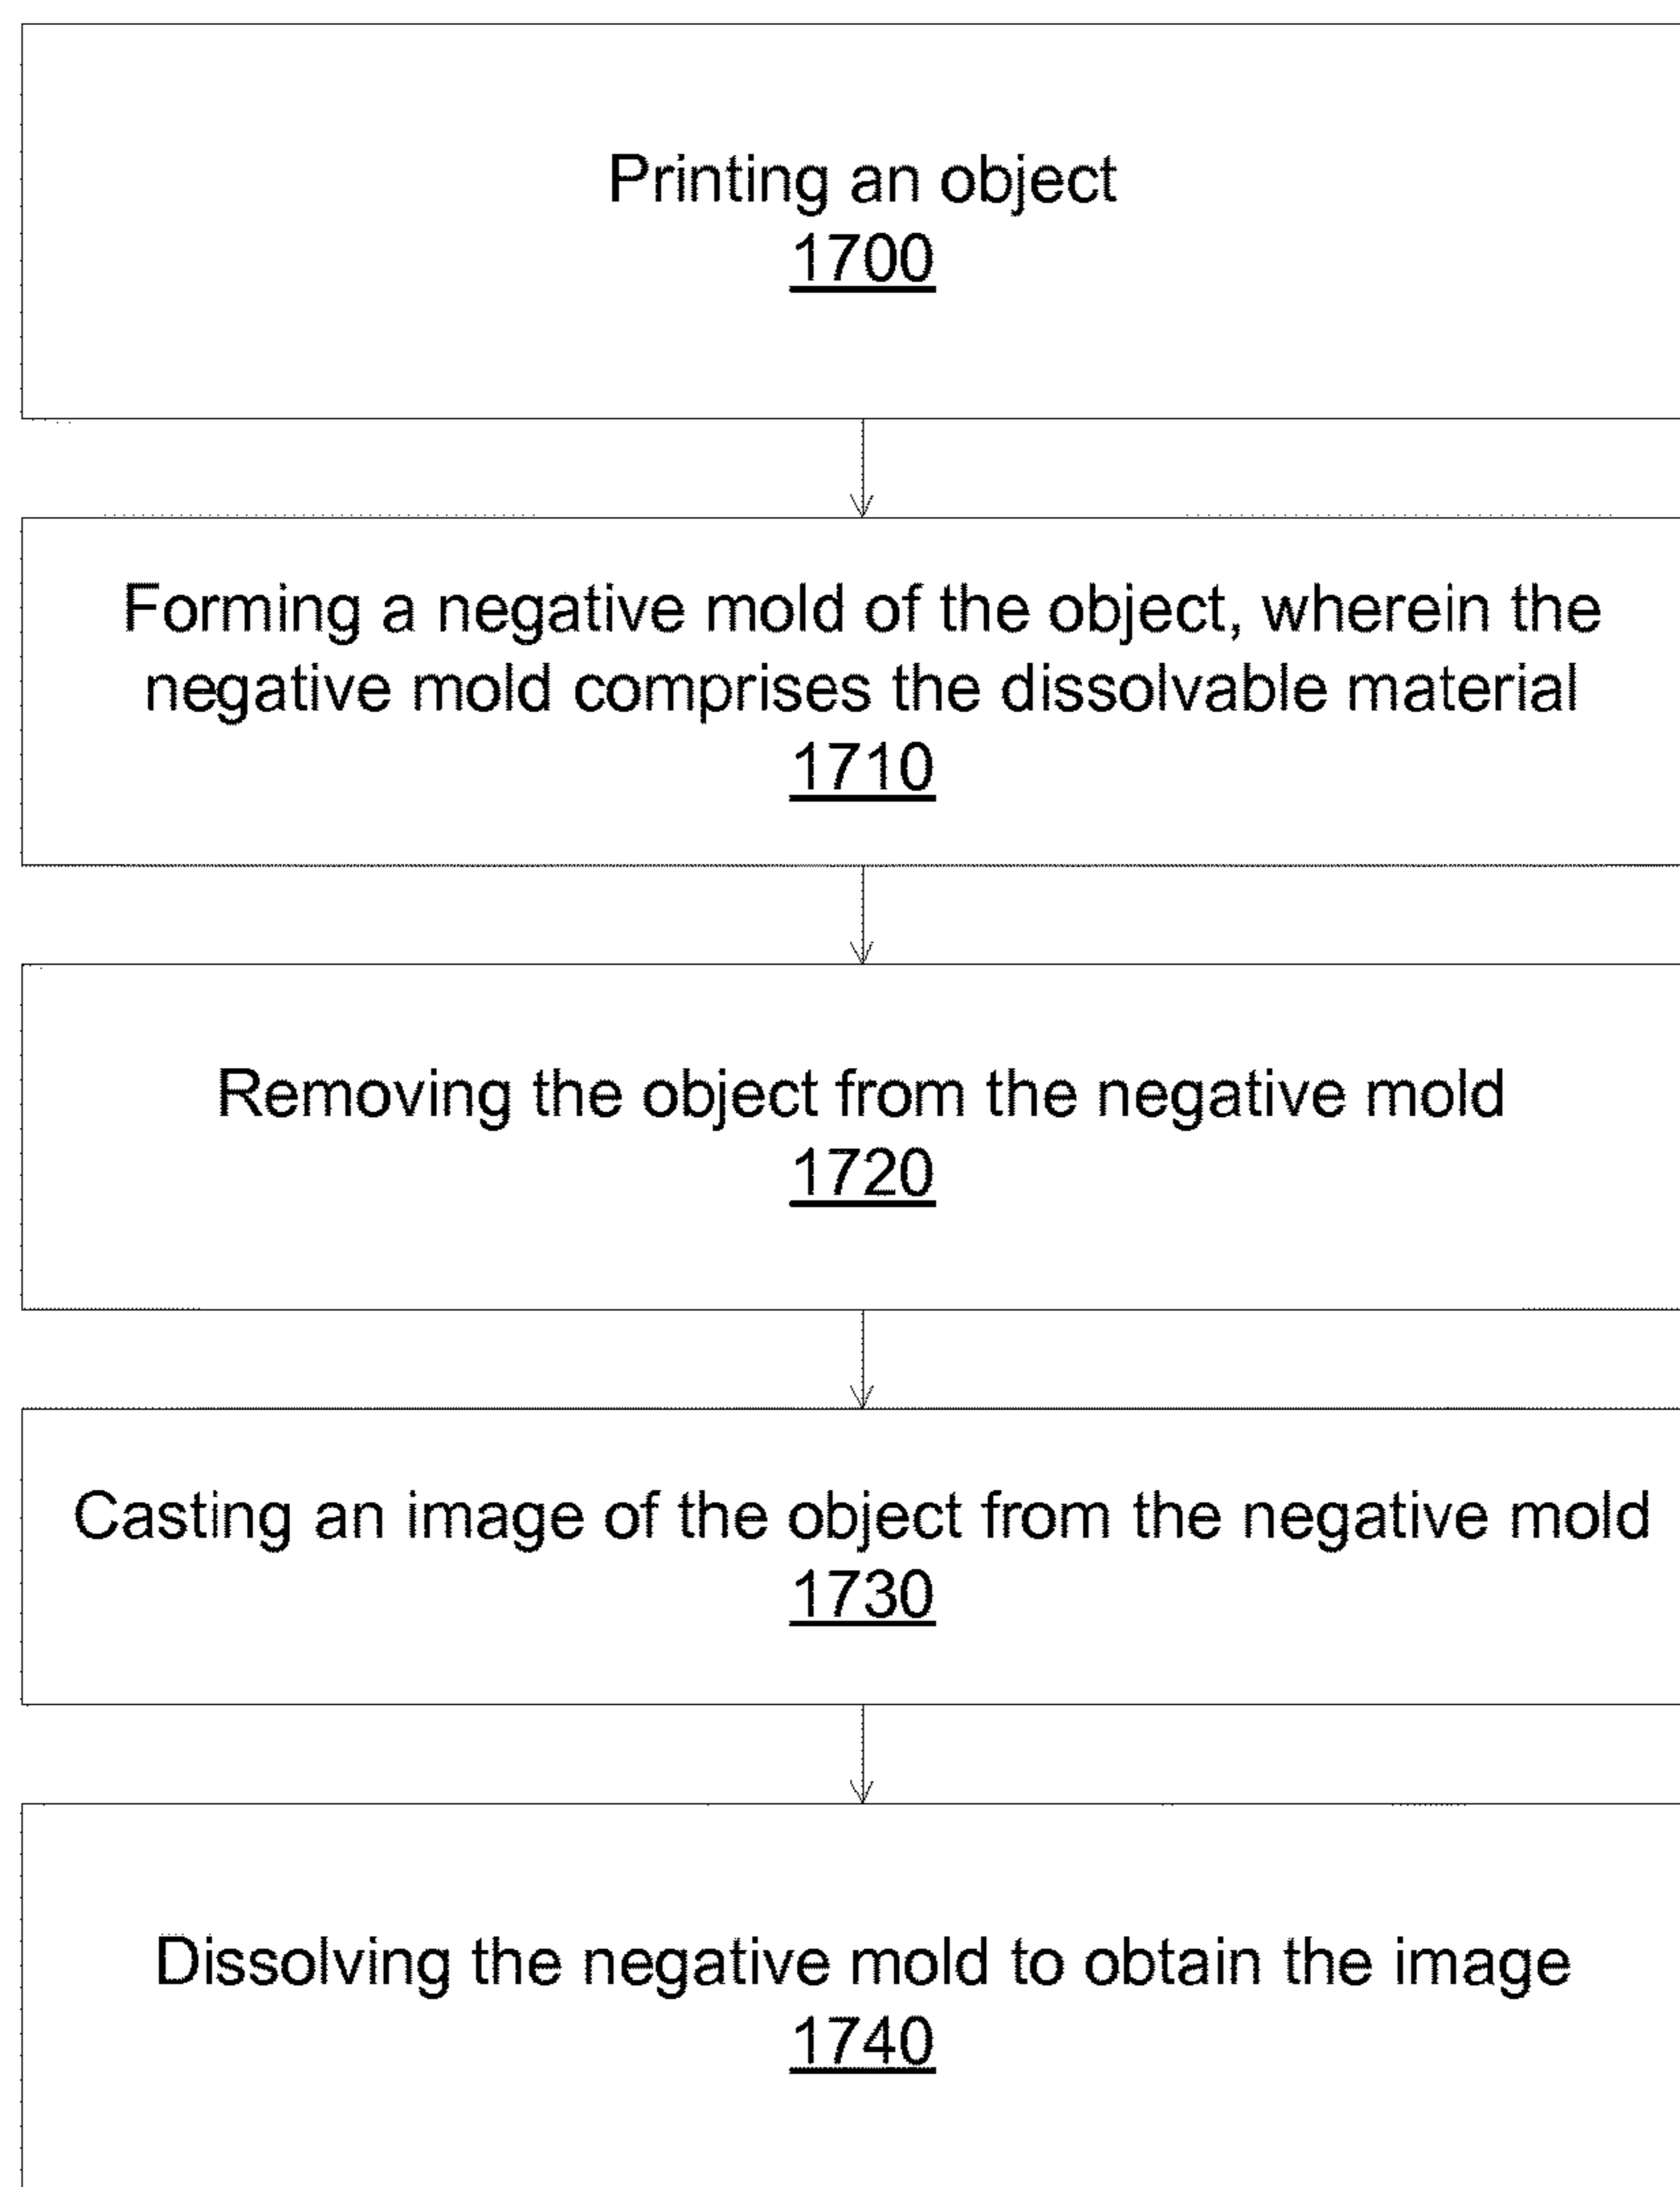 Printing an object
1700
Forming a negative mold of the object, wherein the
negative mold comprises the dissolvable material
1710
Removing the object from the negative mold
1720
Casting an image of the object from the negative mold
1730
Dissolving the negative mold to obtain the image
1740